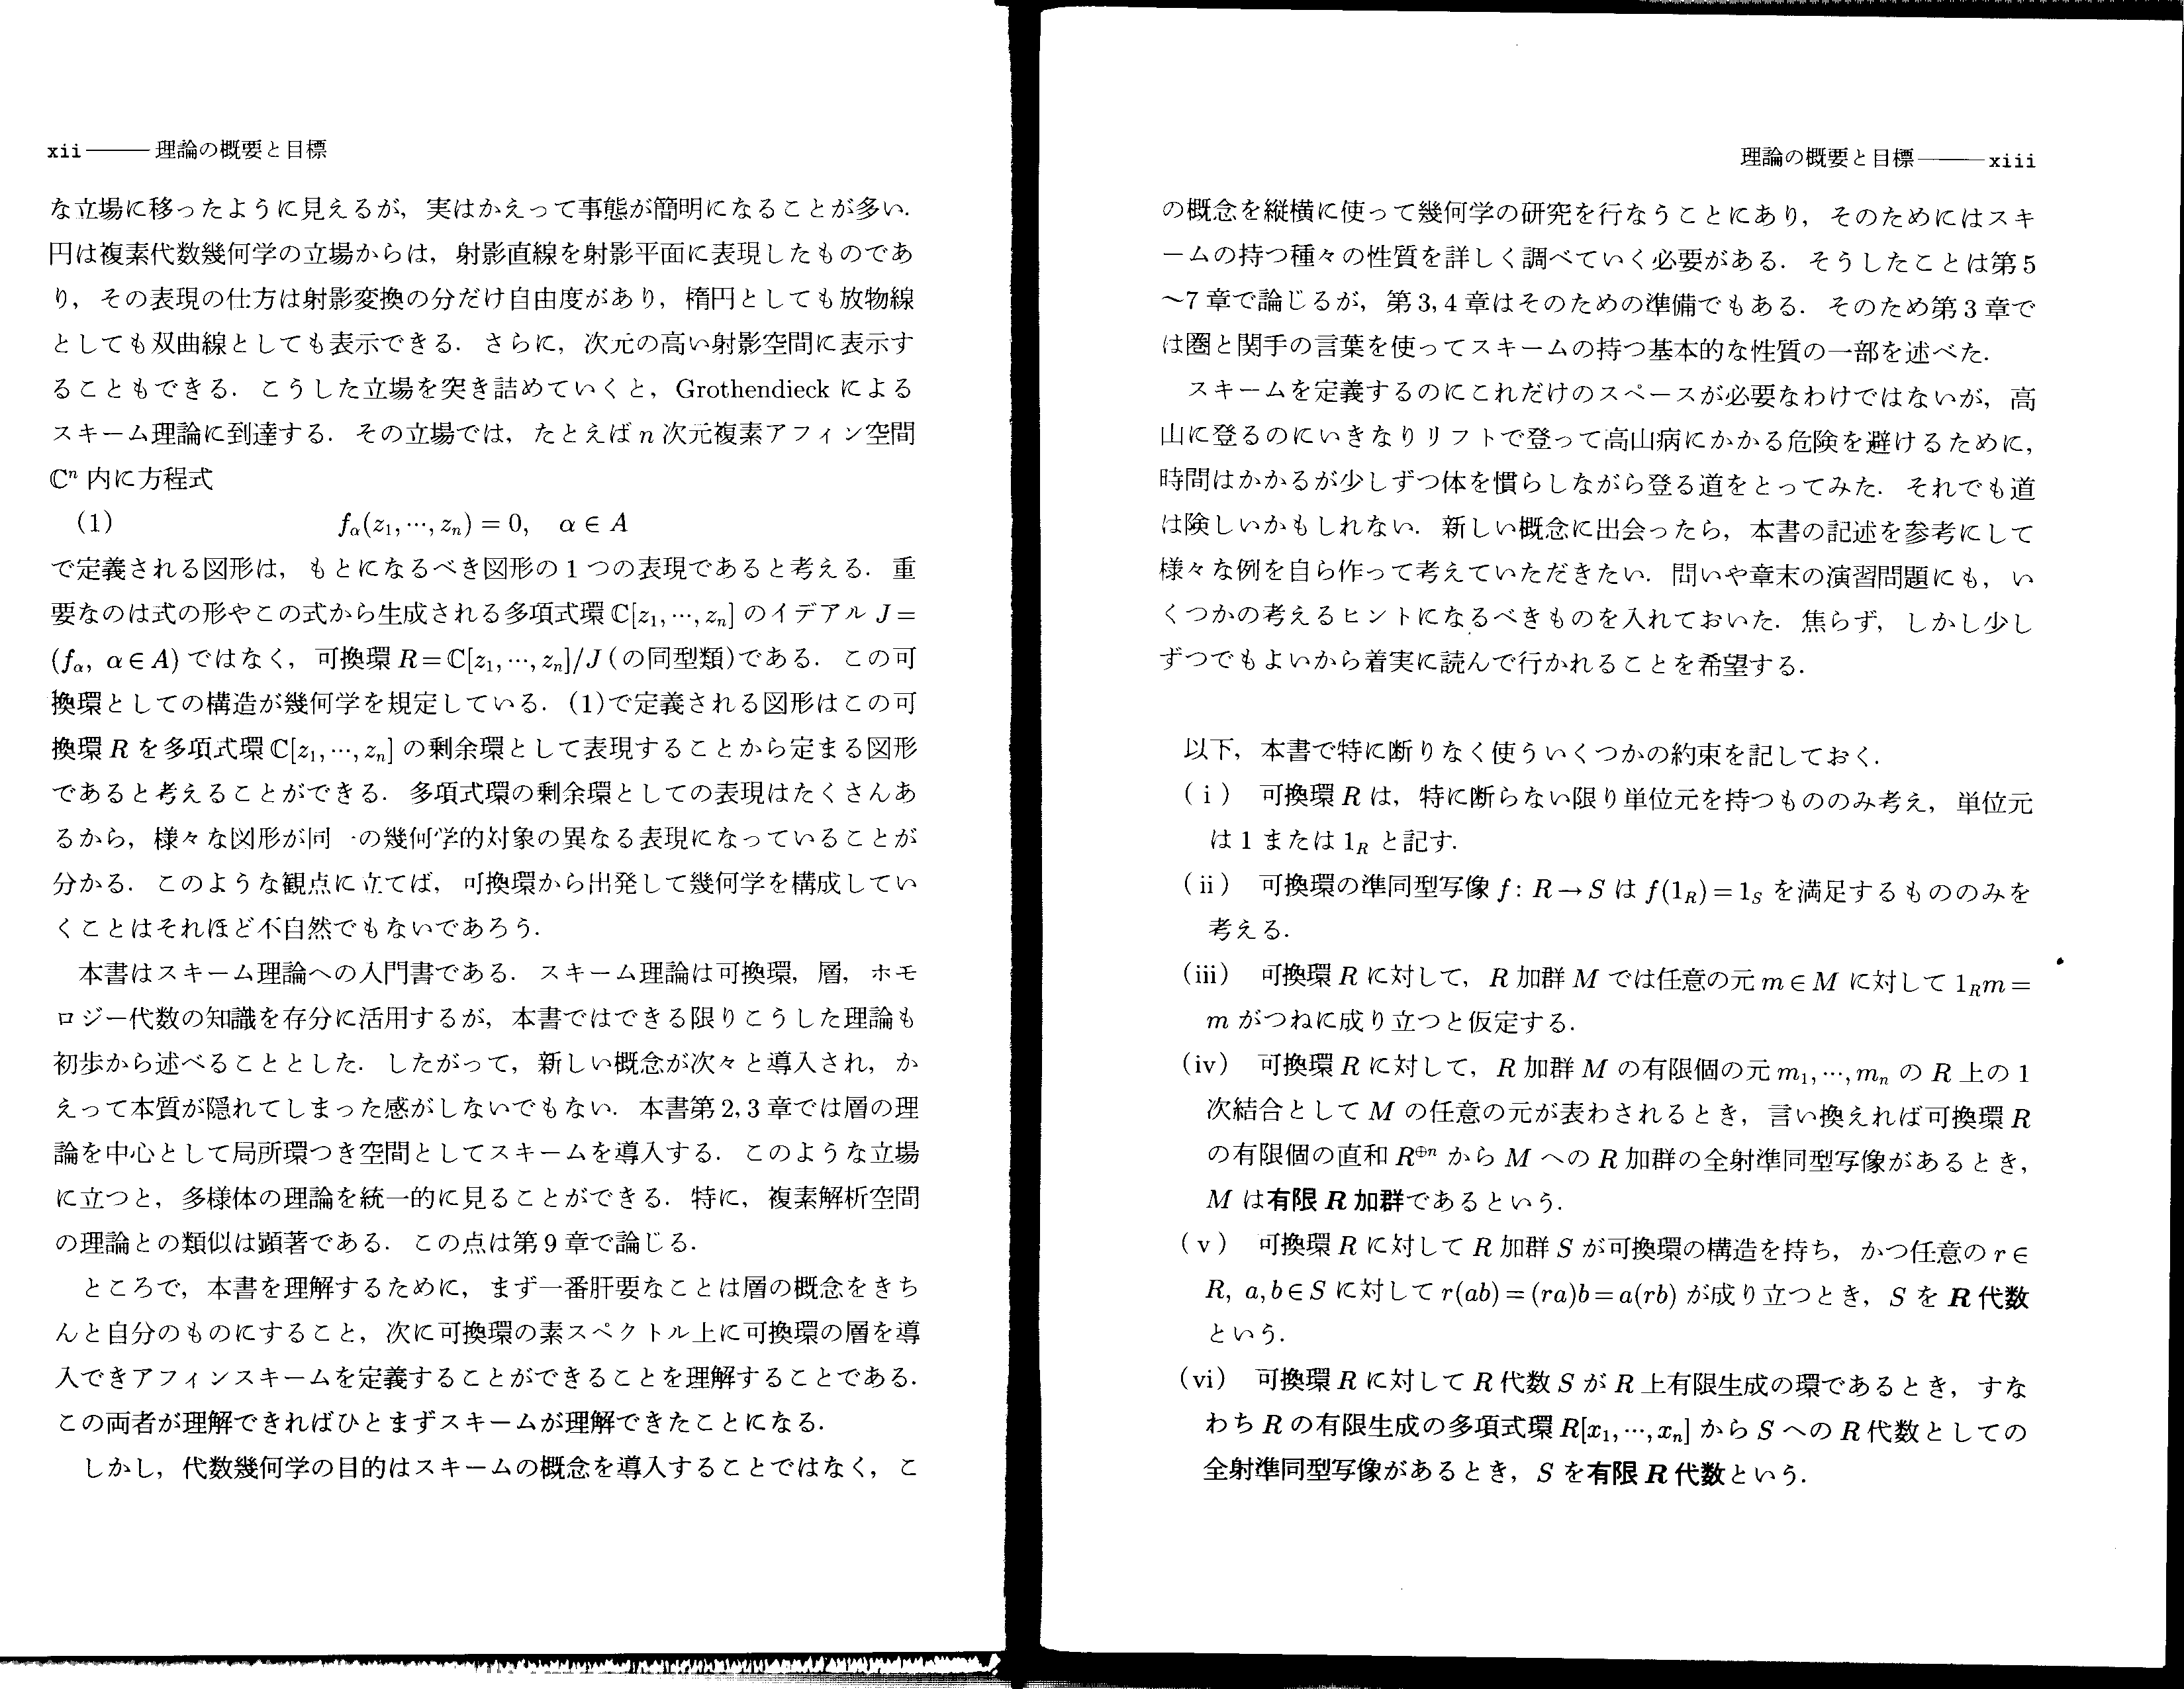 xii――― 理論の概要と目標
な立場に移ったように見えるが，実はかえって事態が簡明になることが多い．
円は複素代数幾何学の立場からは，射影直線を射影平面に表現したものであ
り，その表現の仕方は射影変換の分だけ自由度があり，楕円としても放物線
としても双曲線としても表示できる．さらに，次元の高い射影空間に表示す
ることもできる．こうした立場を突き詰めていくと，Grothendieck による
スキーム理論に到達する．その立場では，たとえば n 次元複素アフィン空間
ℂⁿ 内に方程式
(1) f_α(z₁, ⋯, zₙ) = 0, α ∈ A
で定義される図形は，もとになるべき図形の 1 つの表現であると考える．重
要なのは式の形やこの式から生成される多項式環 ℂ[z₁, ⋯, zₙ] のイデアル J =
(f_α, α ∈ A) ではなく，可換環 R = ℂ[z₁, ⋯, zₙ]/J (の同型類)である．この可
換環としての構造が幾何学を規定している．(1)で定義される図形はこの可
換環 R を多項式環 ℂ[z₁, ⋯, zₙ] の剰余環として表現することから定まる図形
であると考えることができる．多項式環の剰余環としての表現はたくさんあ
るから，様々な図形が同一の幾何学的対象の異なる表現になっていることが
分かる．このような観点に立てば，可換環から出発して幾何学を構成してい
くことはそれほど不自然でもないであろう．
本書はスキーム理論への入門書である．スキーム理論は可換環，層，ホモ
ロジー代数の知識を存分に活用するが，本書ではできる限りこうした理論も
初歩から述べることとした．したがって，新しい概念が次々と導入され，か
えって本質が隠れてしまった感がしないでもない．本書第 2, 3 章では層の理
論を中心として局所環つき空間としてスキームを導入する．このような立場
に立つと，多様体の理論を統一的に見ることができる．特に，複素解析空間
の理論との類似は顕著である．この点は第 9 章で論じる．
ところで，本書を理解するために，まず一番肝要なことは層の概念をきち
んと自分のものにすること，次に可換環の素スペクトル上に可換環の層を導
入できアフィンスキームを定義することができることを理解することである．
この両者が理解できればひとまずスキームが理解できたことになる．
しかし，代数幾何学の目的はスキームの概念を導入することではなく，こ
理論の概要と目標―――xiii
の概念を縦横に使って幾何学の研究を行なうことにあり，そのためにはスキ
ームの持つ種々の性質を詳しく調べていく必要がある．そうしたことは第 5
～7 章で論じるが，第 3, 4 章はそのための準備でもある．そのため第 3 章で
は圏と関手の言葉を使ってスキームの持つ基本的な性質の一部を述べた．
スキームを定義するのにこれだけのスペースが必要なわけではないが，高
山に登るのにいきなりリフトで登って高山病にかかる危険を避けるために，
時間はかかるが少しずつ体を慣らしながら登る道をとってみた．それでも道
は険しいかもしれない．新しい概念に出会ったら，本書の記述を参考にして
様々な例を自ら作って考えていただきたい．問いや章末の演習問題にも，い
くつかの考えるヒントになるべきものを入れておいた．焦らず，しかし少し
ずつでもよいから着実に読んで行かれることを希望する．
以下，本書で特に断りなく使ういくつかの約束を記しておく．
(i) 可換環 R は，特に断らない限り単位元を持つもののみ考え，単位元
は 1 または 1_R と記す．
(ii) 可換環の準同型写像 f: R → S は f(1_R) = 1_S を満足するもののみを
考える．
(iii) 可換環 R に対して，R 加群 M では任意の元 m ∈ M に対して 1_R m =
m がつねに成り立つと仮定する．
(iv) 可換環 R に対して，R 加群 M の有限個の元 m₁, ⋯, mₙ の R 上の 1
次結合として M の任意の元が表わされるとき，言い換えれば可換環 R
の有限個の直和 R^{⊕n} から M への R 加群の全射準同型写像があるとき，
M は有限 R 加群であるという．
(v) 可換環 R に対して R 加群 S が可換環の構造を持ち，かつ任意の r ∈
R, a, b ∈ S に対して r(ab) = (ra)b = a(rb) が成り立つとき，S を R 代数
という．
(vi) 可換環 R に対して R 代数 S が R 上有限生成の環であるとき，すな
わち R の有限生成の多項式環 R[x₁, ⋯, xₙ] から S への R 代数としての
全射準同型写像があるとき，S を有限 R 代数という．